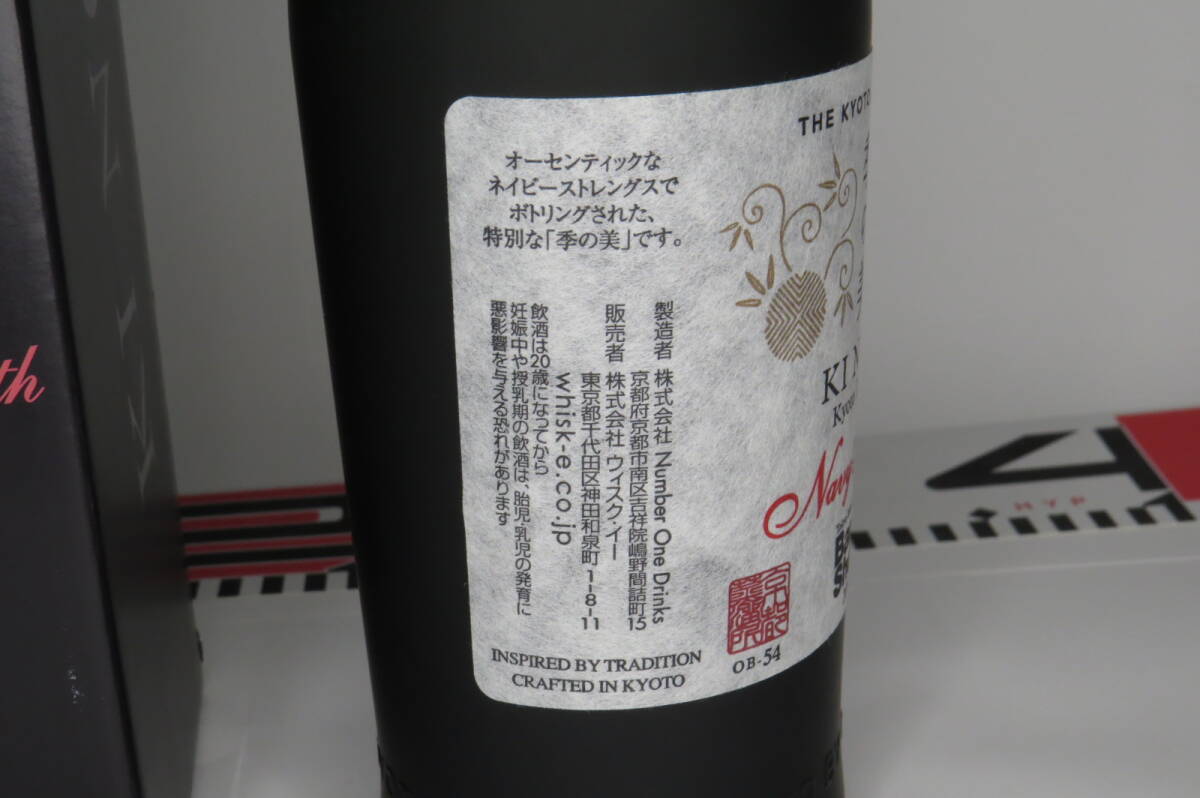 オーセンティックな
ネイビーストレングスで
ボトリングされた、
特別な「季の美」です。
製造者 株式会社 Number One Drinks
京都府京都市南区吉祥院嶋野間詰町15
販売者 株式会社 ウィスク・イー
東京都千代田区神田和泉町 1-8-11
whisk-e.co.jp
飲酒は20歳になってから
妊娠中や授乳期の飲酒は、胎児・乳児の発育に
悪影響を与える恐れがあります
INSPIRED BY TRADITION
CRAFTED IN KYOTO
THE KYOTO
KI
Navy
OB-54
th
HYP